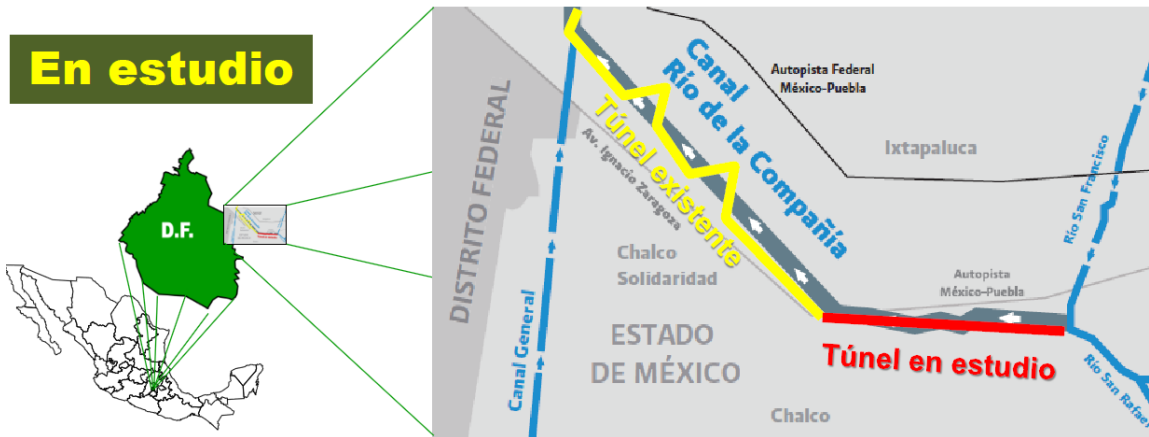 En estudio
D.F.
DISTRITO FEDERAL
Canal General
Canal
Río de la Compañía
Túnel existente
Av. Ignacio Zaragoza
Autopista Federal
México-Puebla
Ixtapaluca
Río San Francisco
Chalco
Solidaridad
Autopista
México-Puebla
ESTADO
DE MÉXICO
Túnel en estudio
Río San Rafael
Chalco